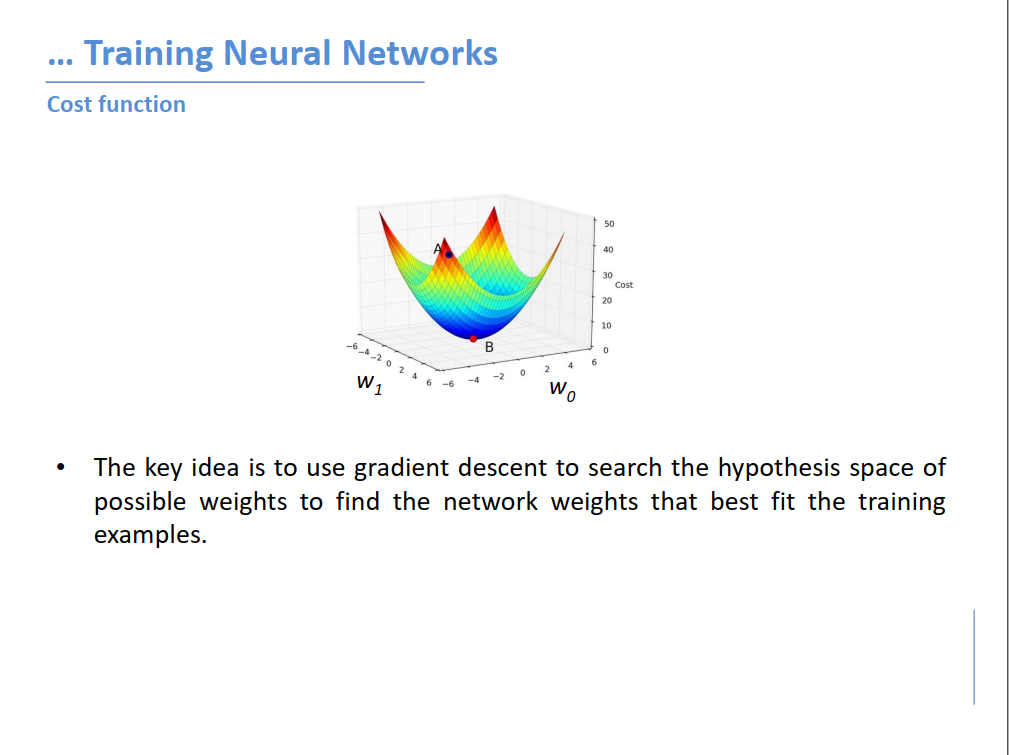 ... Training Neural Networks
Cost function
50
40
30
Cost
20
10
0
A
B
−6
−4
−2
0
2
4
6
−6
−4
−2
0
2
4
6
w1
w0
• The key idea is to use gradient descent to search the hypothesis space of
possible weights to find the network weights that best fit the training
examples.